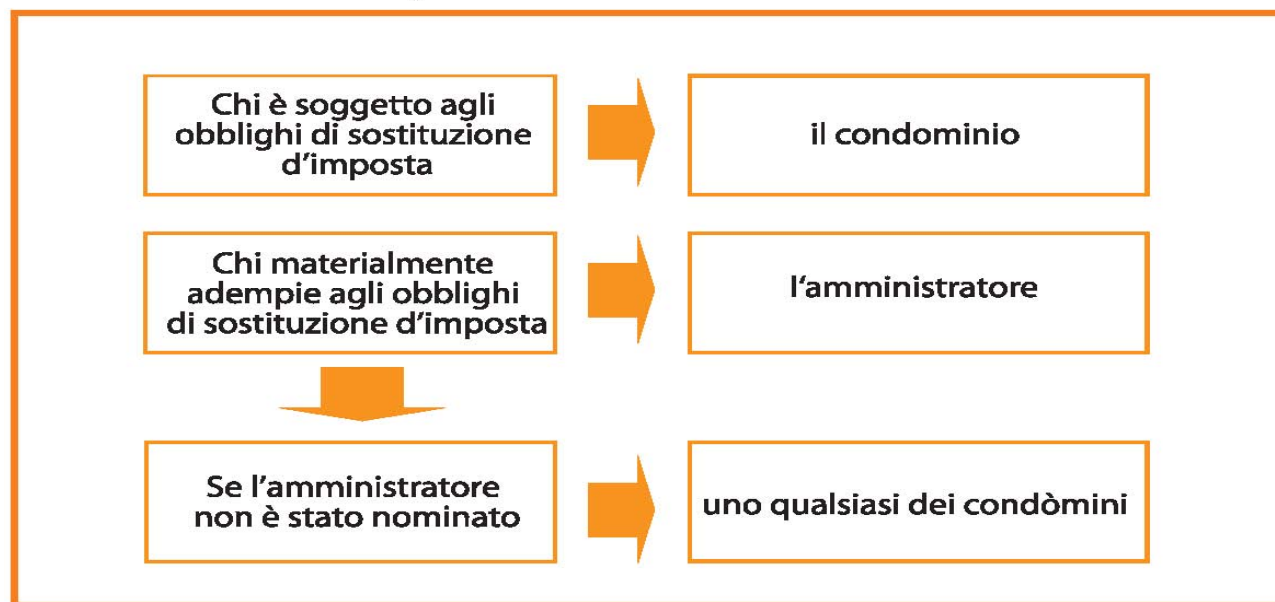 Chi è soggetto agli
obblighi di sostituzione
d'imposta
il condominio
Chi materialmente
adempie agli obblighi
di sostituzione d'imposta
l'amministratore
Se l'amministratore
non è stato nominato
uno qualsiasi dei condòmini